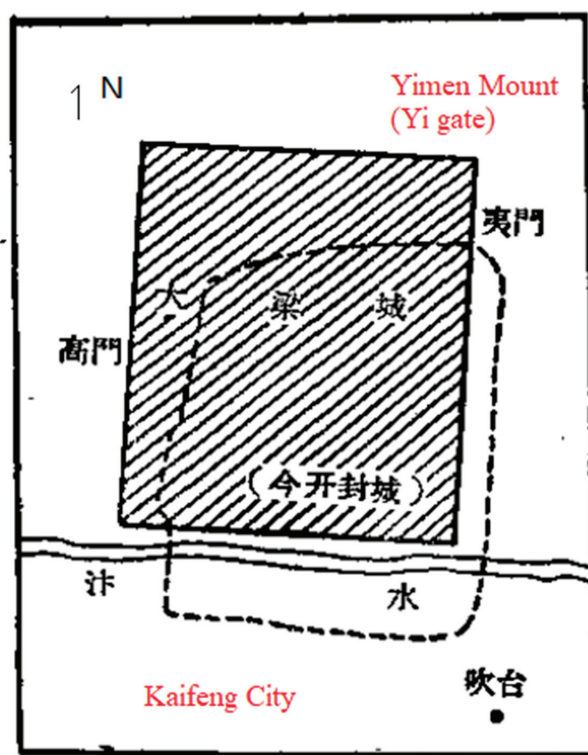 N
Yimen Mount
(Yi gate)
夷門
大梁城
高門
(今开封城)
汴水
吹台
Kaifeng City